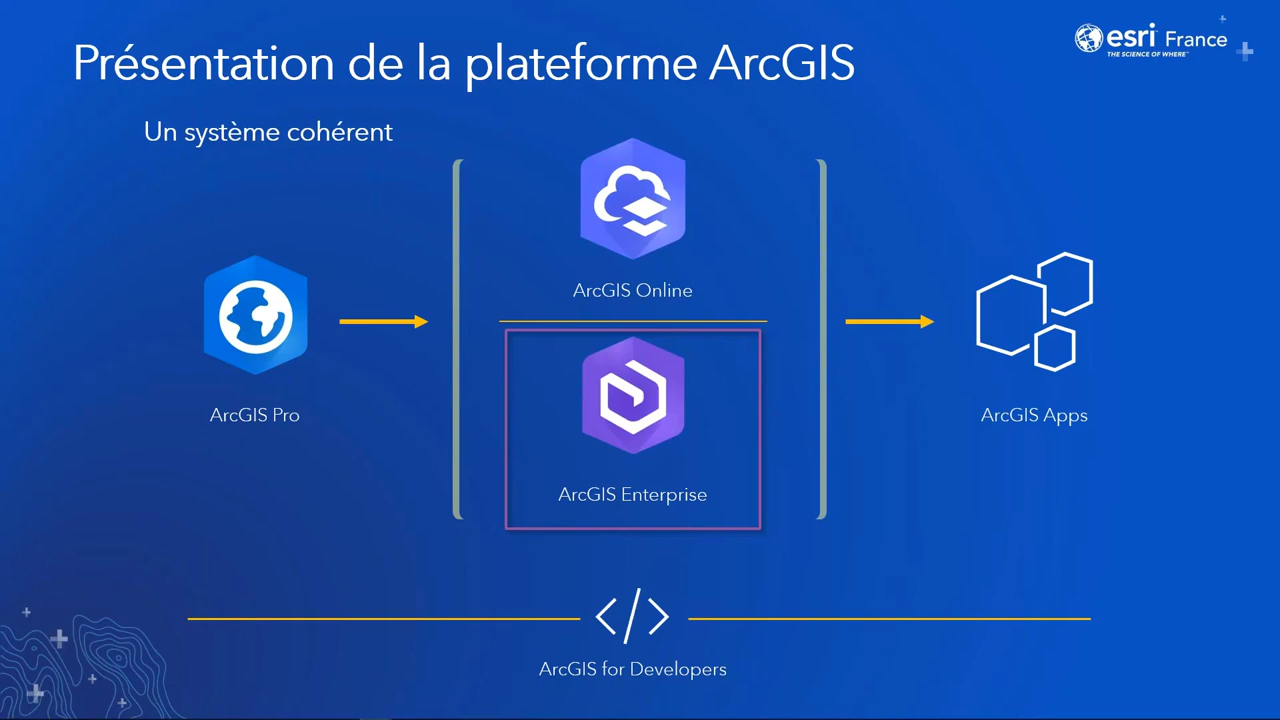 Présentation de la plateforme ArcGIS
esri France
THE SCIENCE OF WHERE™
Un système cohérent
ArcGIS Online
ArcGIS Pro
ArcGIS Apps
ArcGIS Enterprise
</>
ArcGIS for Developers